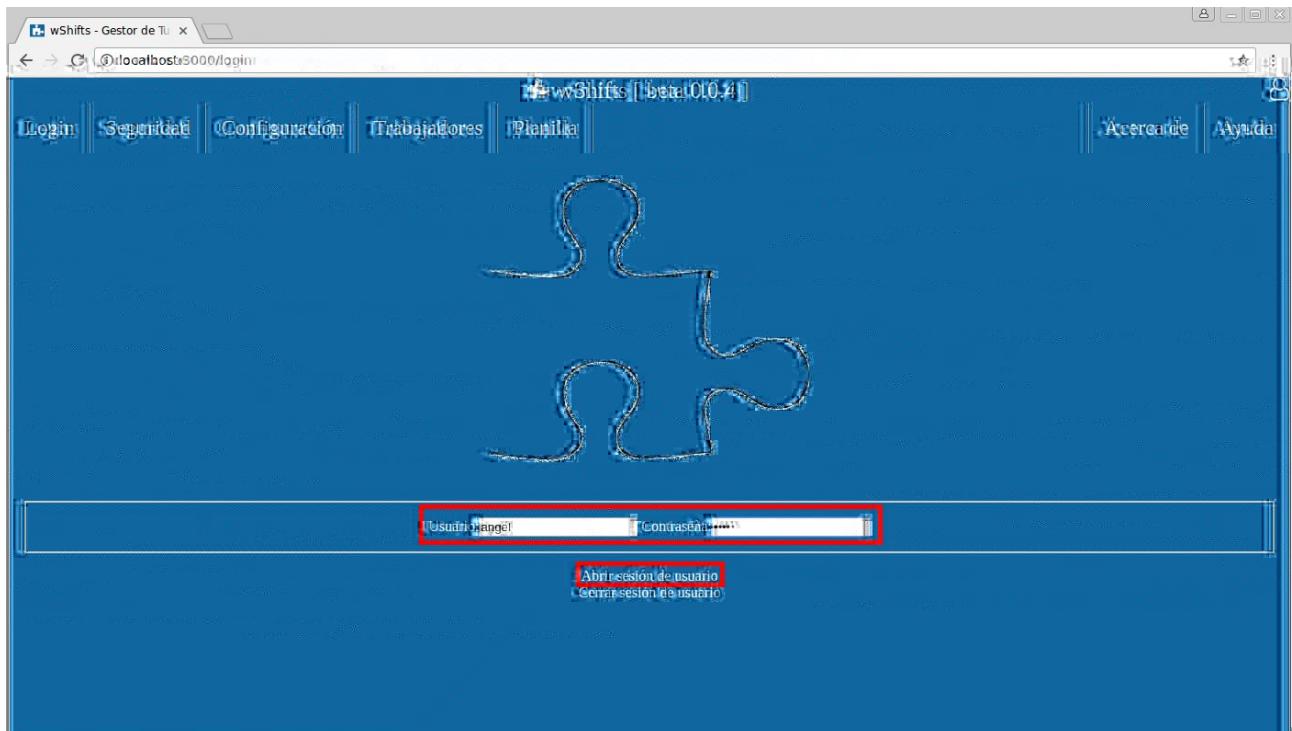 wShifts - Gestor de Tu
localhost:3000/login
wShifts [ beta 0.0.4 ]
Login Seguridad Configuración Trabajadores Planilla Acerca de Ayuda
Usuario angel Contraseña
Abrir sesión de usuario
Cerrar sesión de usuario